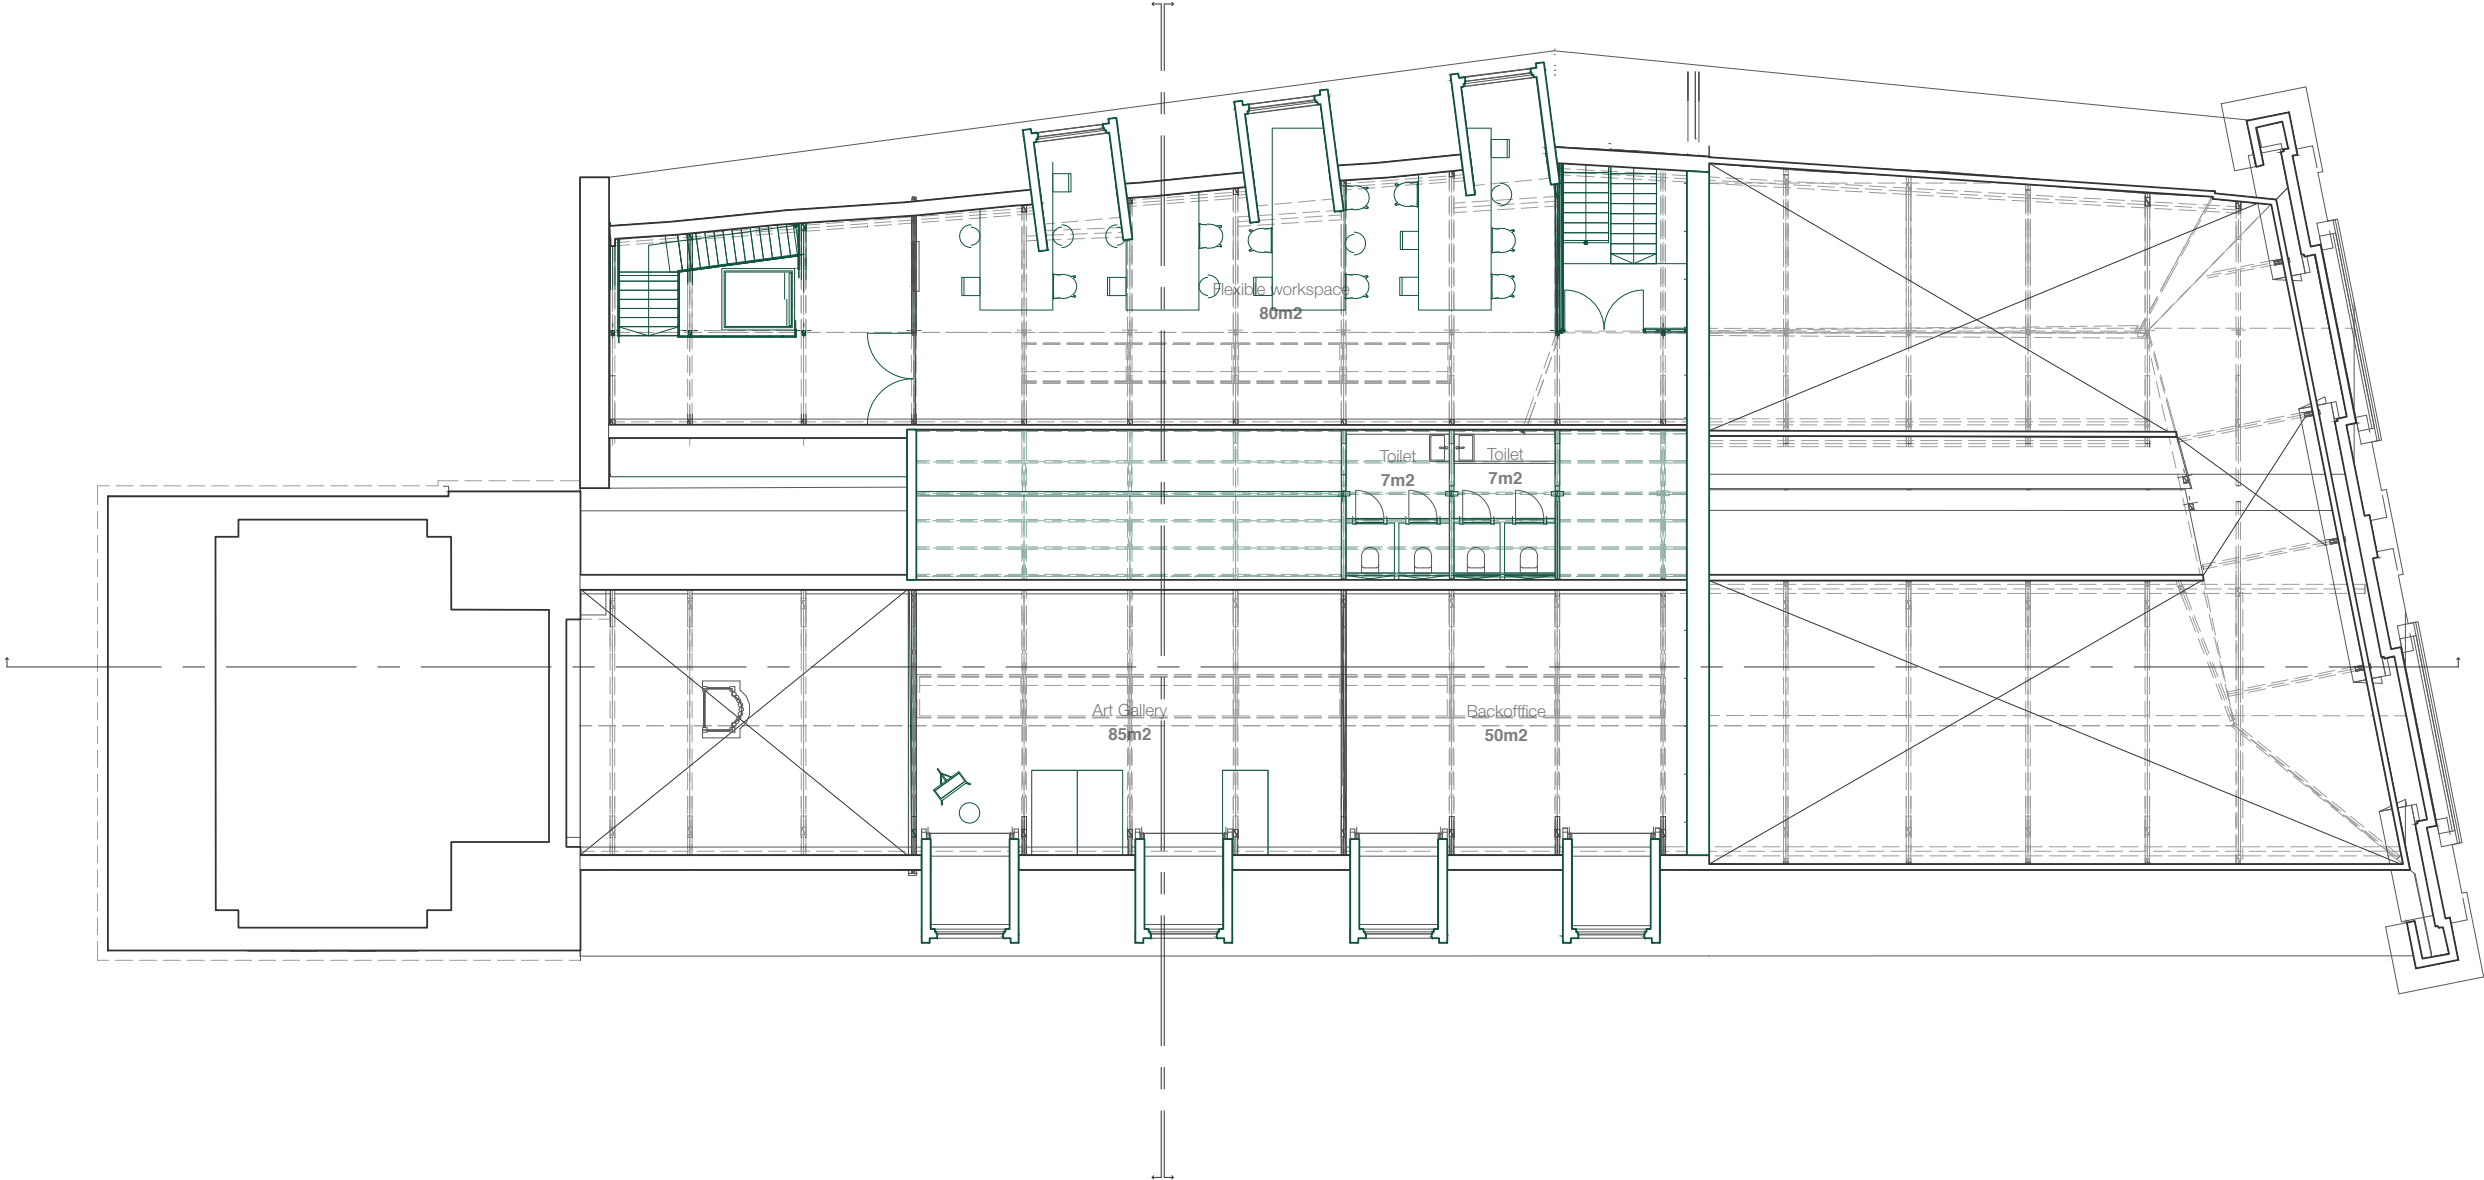 Flexible workspace
80m2
Toilet
7m2
Toilet
7m2
Art Gallery
85m2
Backofffice
50m2